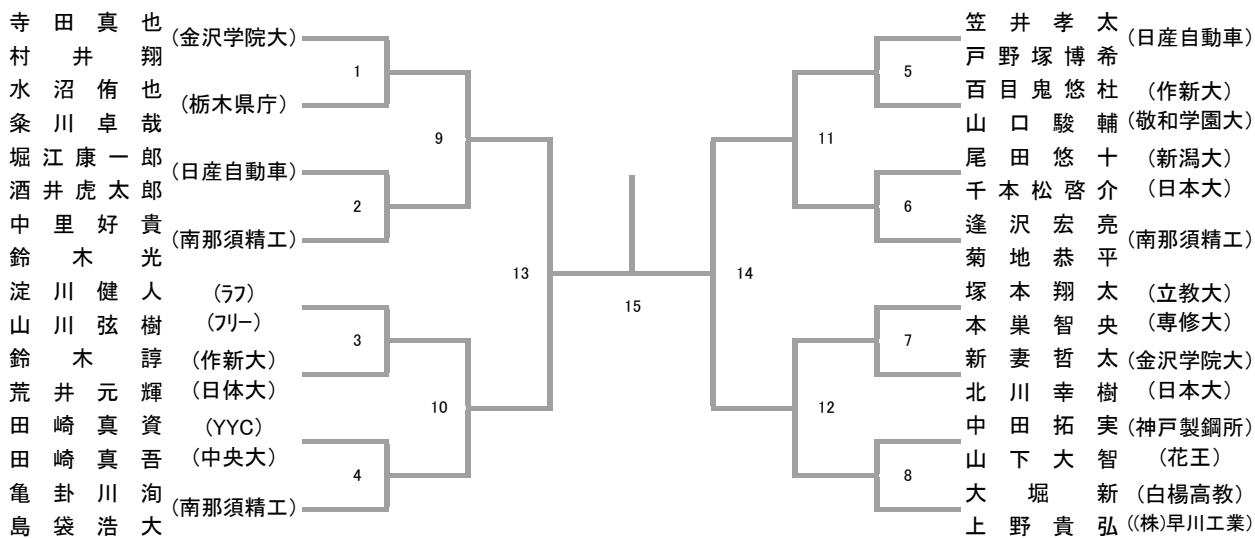 寺田真也
村井翔
(金沢学院大)
水沼侑也
粂川卓哉
(栃木県庁)
堀江康一郎
酒井虎太郎
(日産自動車)
中里好貴
鈴木光
(南那須精工)
淀川健人 (ラフ)
山川弦樹 (フリー)
鈴木諄 (作新大)
荒井元輝 (日体大)
田崎真資 (YYC)
田崎真吾 (中央大)
亀卦川洵
島袋浩大
(南那須精工)
1
2
3
4
9
10
13
15
14
11
12
5
6
7
8
笠井孝太
戸野塚博希
(日産自動車)
百目鬼悠杜 (作新大)
山口駿輔 (敬和学園大)
尾田悠十 (新潟大)
千本松啓介 (日本大)
逢沢宏亮
菊地恭平
(南那須精工)
塚本翔太 (立教大)
本巣智央 (専修大)
新妻哲太 (金沢学院大)
北川幸樹 (日本大)
中田拓実 (神戸製鋼所)
山下大智 (花王)
大堀新 (白楊高教)
上野貴弘 ((株)早川工業)